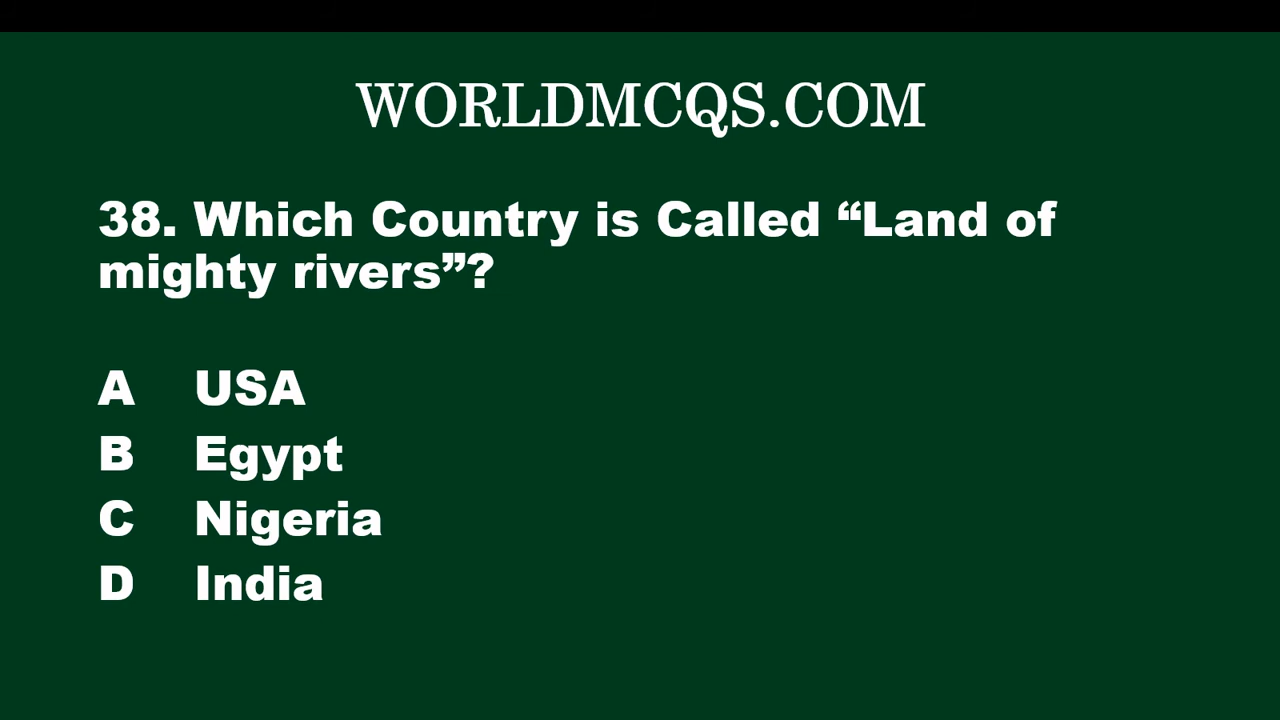 WORLDMCQS.COM
38. Which Country is Called “Land of
mighty rivers”?
A USA
B Egypt
C Nigeria
D India